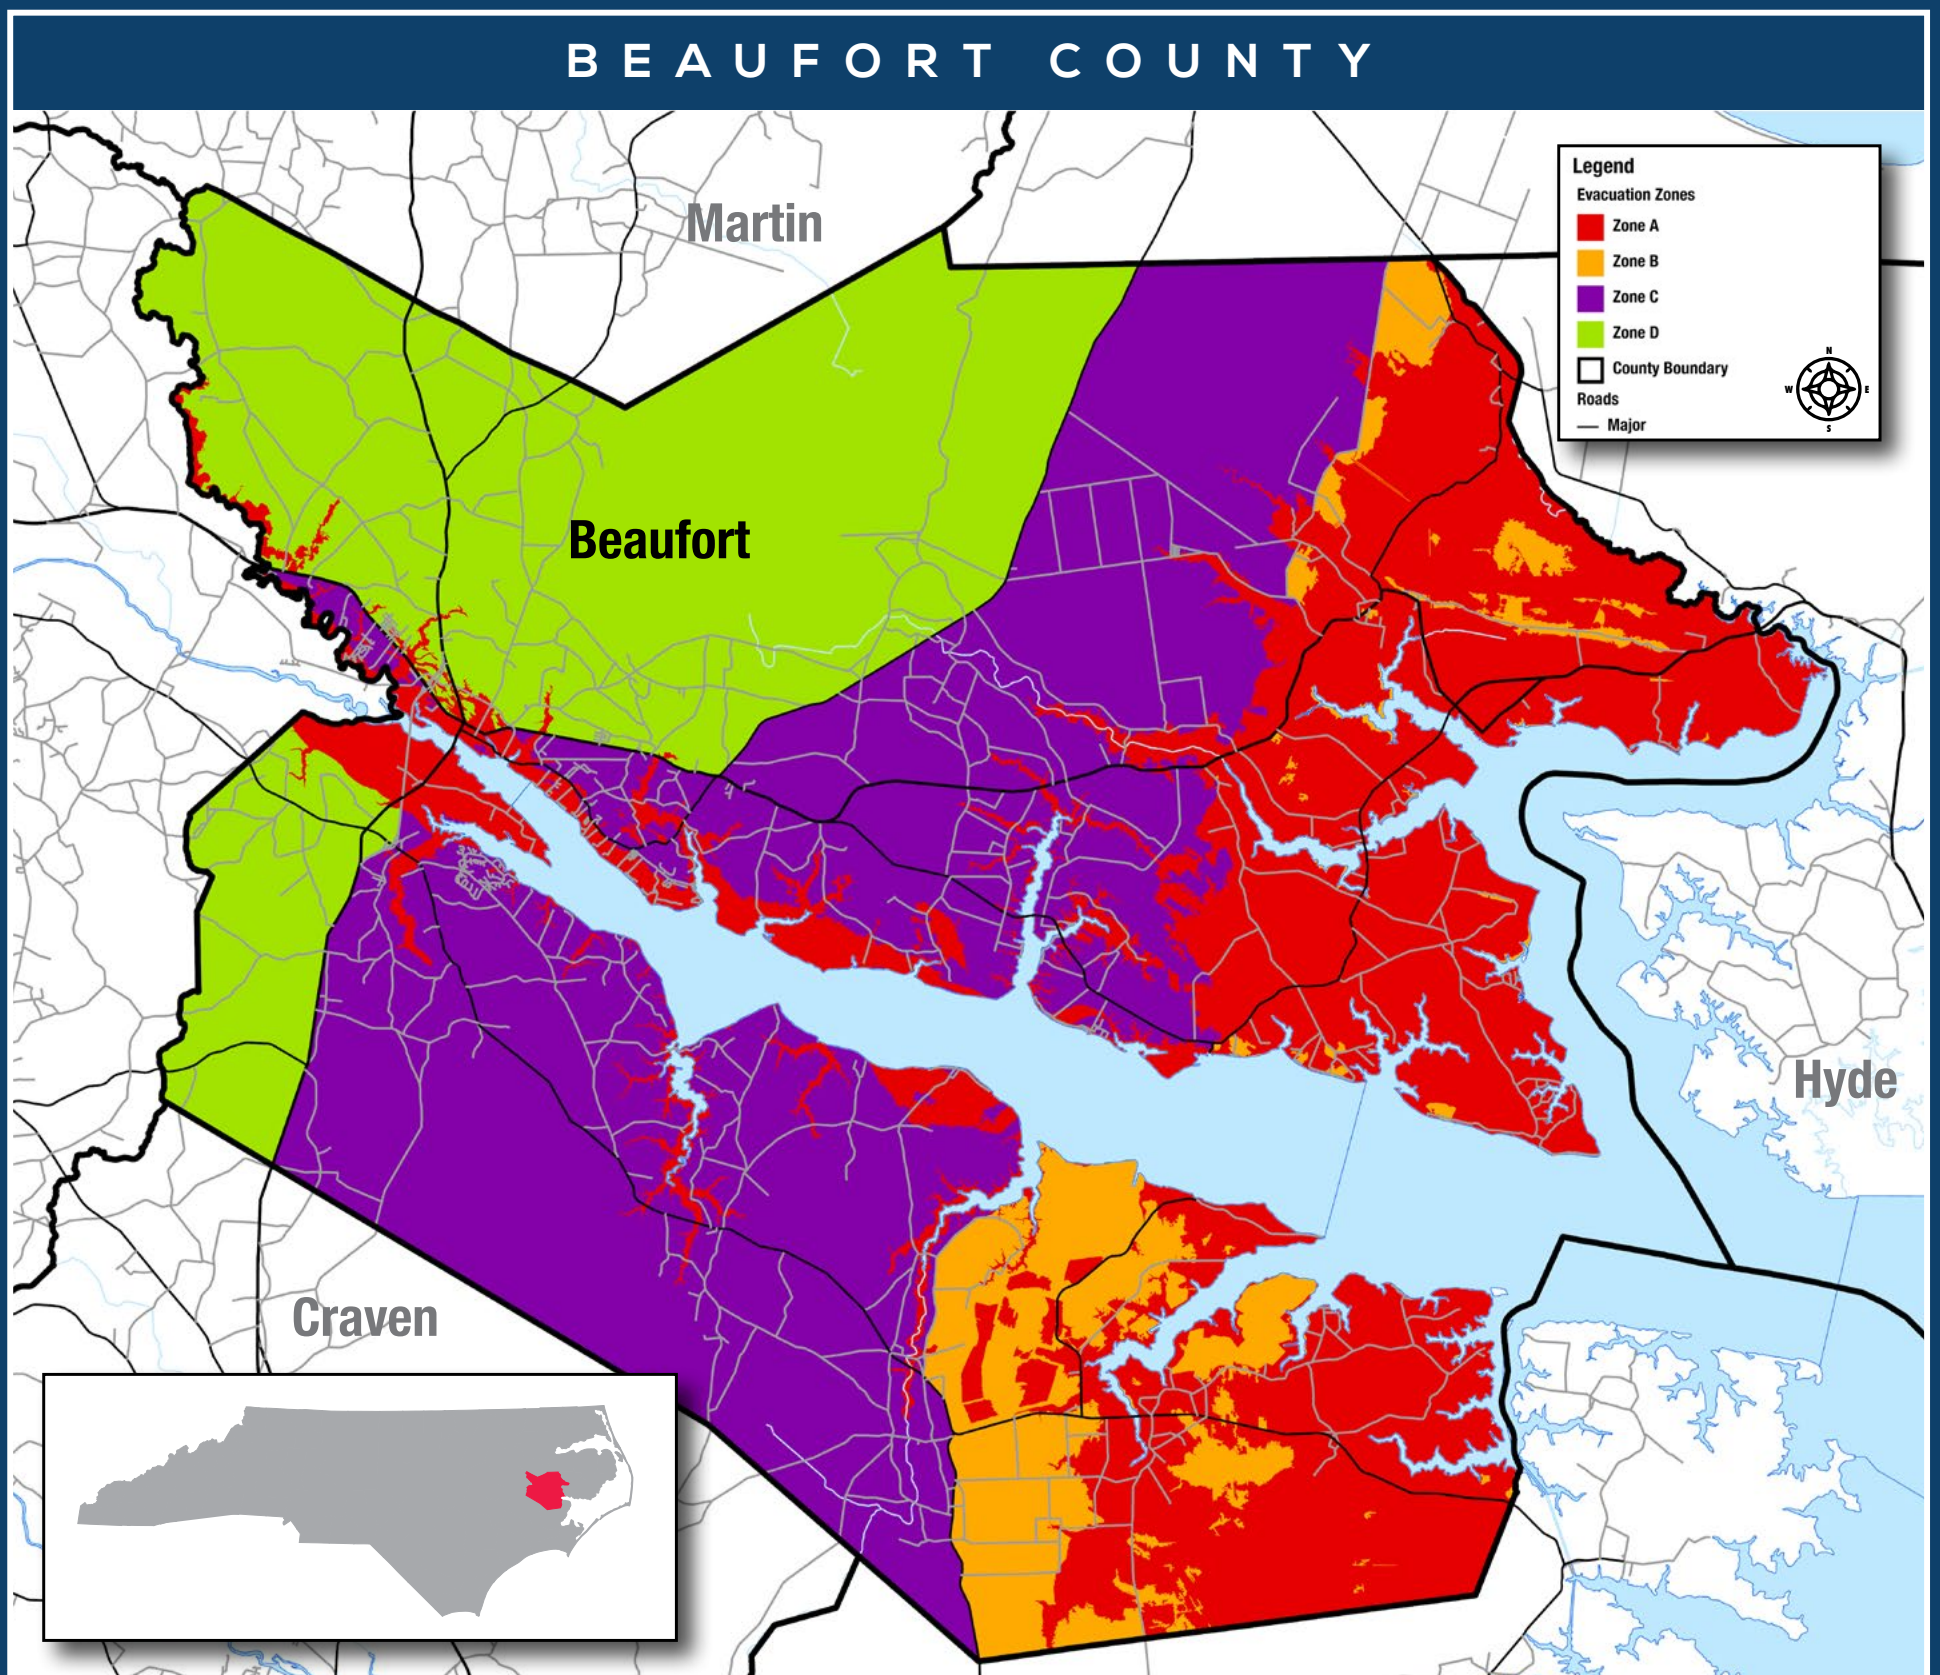 BEAUFORT COUNTY
Martin
Legend
Evacuation Zones
Zone A
Zone B
Zone C
Zone D
County Boundary
Roads
Major
N
W
E
S
Beaufort
Hyde
Craven